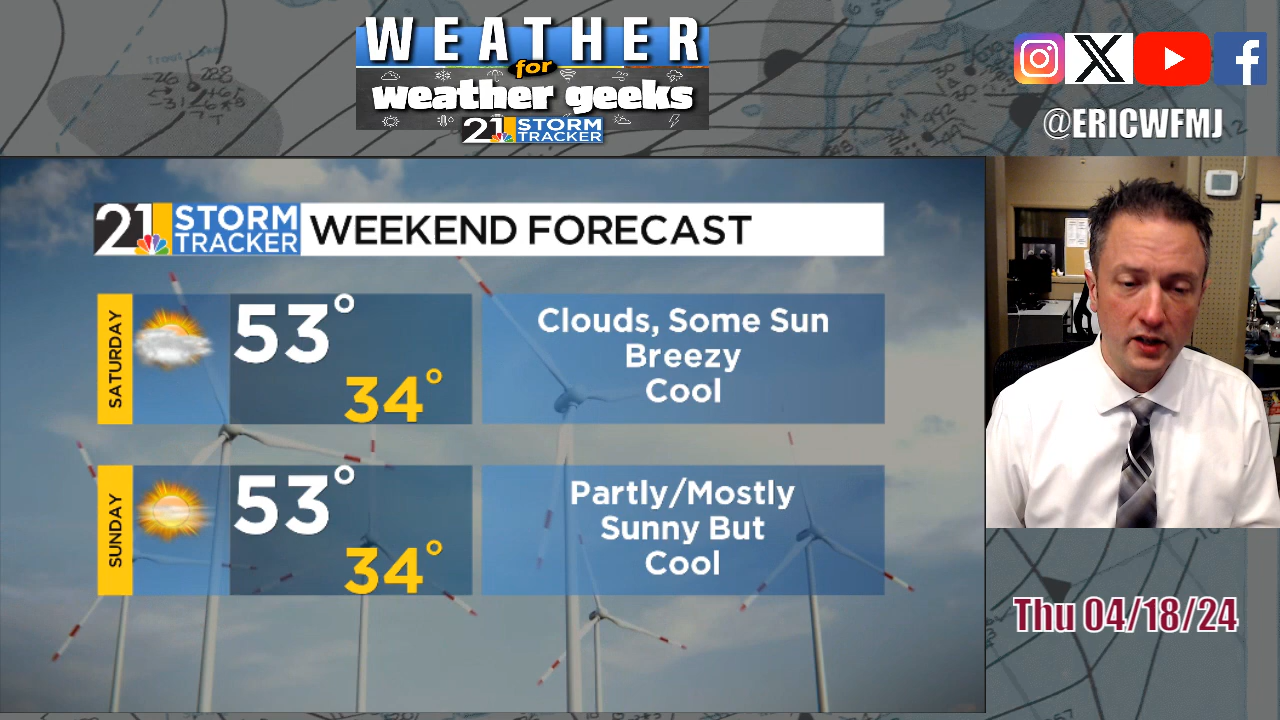 WEATHER
for
weather geeks
21 STORM
TRACKER
@ERICWFMJ
21 STORM
TRACKER
WEEKEND FORECAST
SATURDAY
53°
34°
Clouds, Some Sun
Breezy
Cool
SUNDAY
53°
34°
Partly/Mostly
Sunny But
Cool
Thu 04/18/24